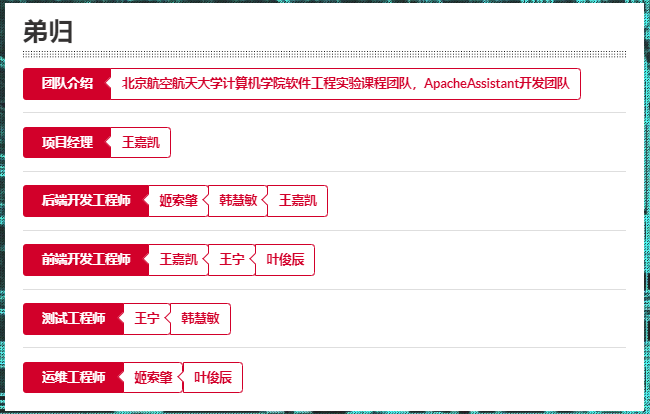 弟归
团队介绍 北京航空航天大学计算机学院软件工程实验课程团队，ApacheAssistant开发团队
项目经理 王嘉凯
后端开发工程师 姬索肇 韩慧敏 王嘉凯
前端开发工程师 王嘉凯 王宁 叶俊辰
测试工程师 王宁 韩慧敏
运维工程师 姬索肇 叶俊辰